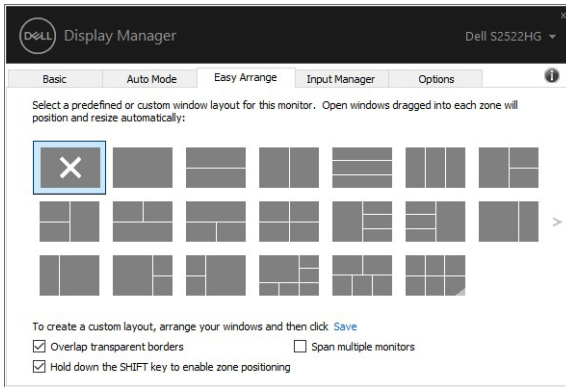 DELL Display Manager
Dell S2522HG
Basic Auto Mode Easy Arrange Input Manager Options
Select a predefined or custom window layout for this monitor. Open windows dragged into each zone will
position and resize automatically:
To create a custom layout, arrange your windows and then click Save
Overlap transparent borders
Span multiple monitors
Hold down the SHIFT key to enable zone positioning